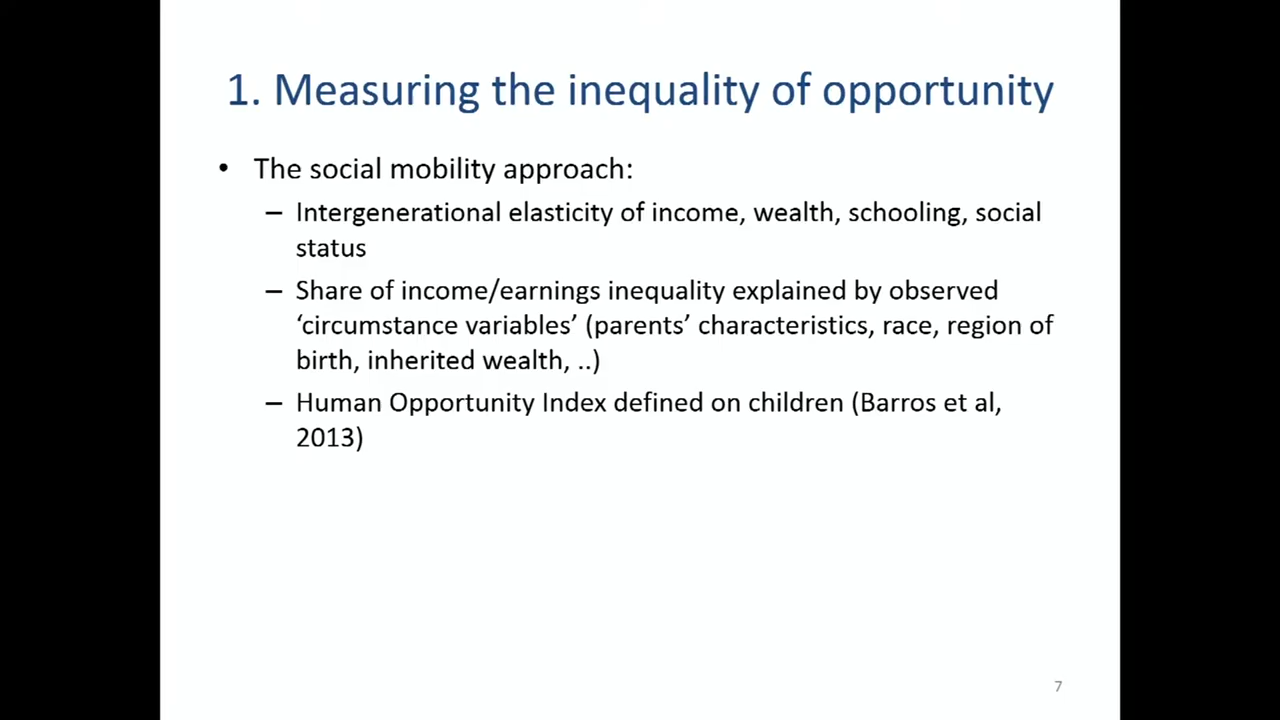 1. Measuring the inequality of opportunity
• The social mobility approach:
– Intergenerational elasticity of income, wealth, schooling, social
status
– Share of income/earnings inequality explained by observed
‘circumstance variables’ (parents’ characteristics, race, region of
birth, inherited wealth, ..)
– Human Opportunity Index defined on children (Barros et al,
2013)
7